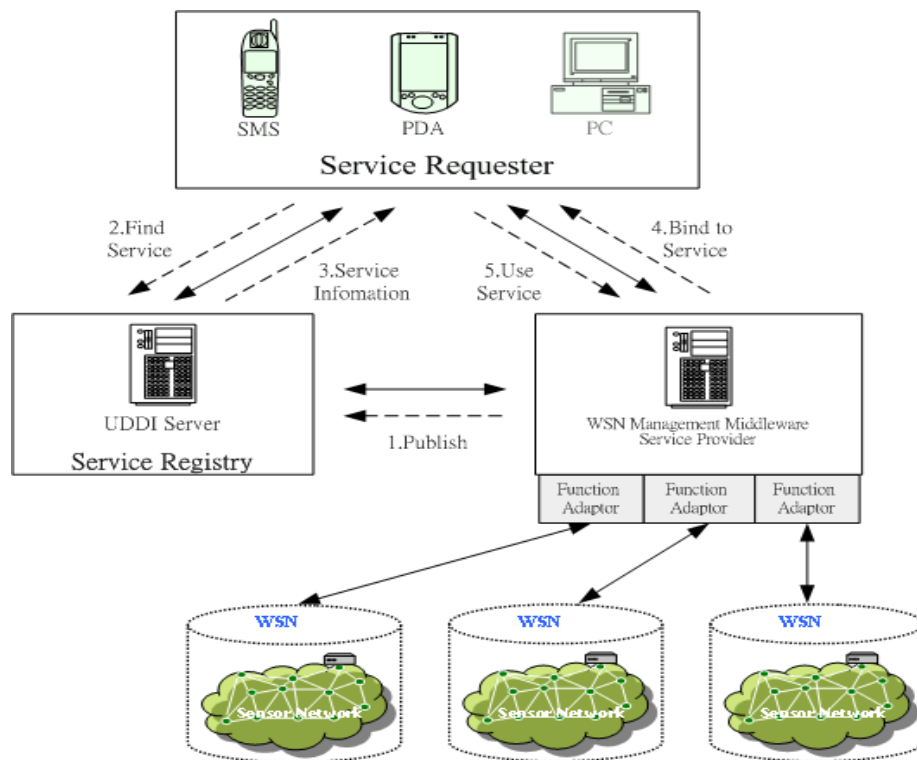 SMS
PDA
PC
Service Requester
2.Find
Service
3.Service
Infomation
5.Use
Service
4.Bind to
Service
UDDI Server
Service Registry
1.Publish
WSN Management Middleware
Service Provider
Function
Adaptor
Function
Adaptor
Function
Adaptor
WSN
Sensor Network
WSN
Sensor Network
WSN
Sensor Network